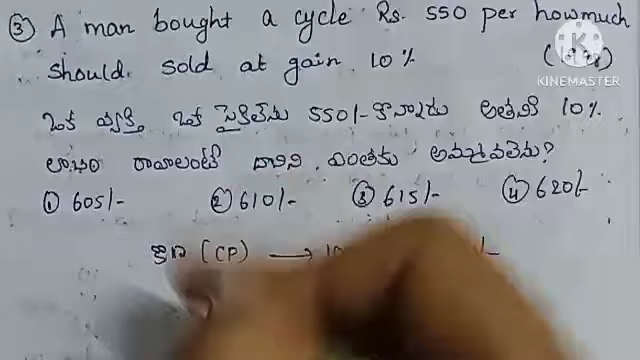 ③ A man bought a cycle Rs. 550 per howmuch
should sold at gain 10%
KINEMASTER
ఒక వ్యక్తి ఒక సైకిల్‌ను 550/- కొన్నాడు అతనికి 10%
లాభం రావాలంటే దానిని ఎంతకు అమ్మవలెను?
① 605/- ② 610/- ③ 615/- ④ 620/-
(CP) →